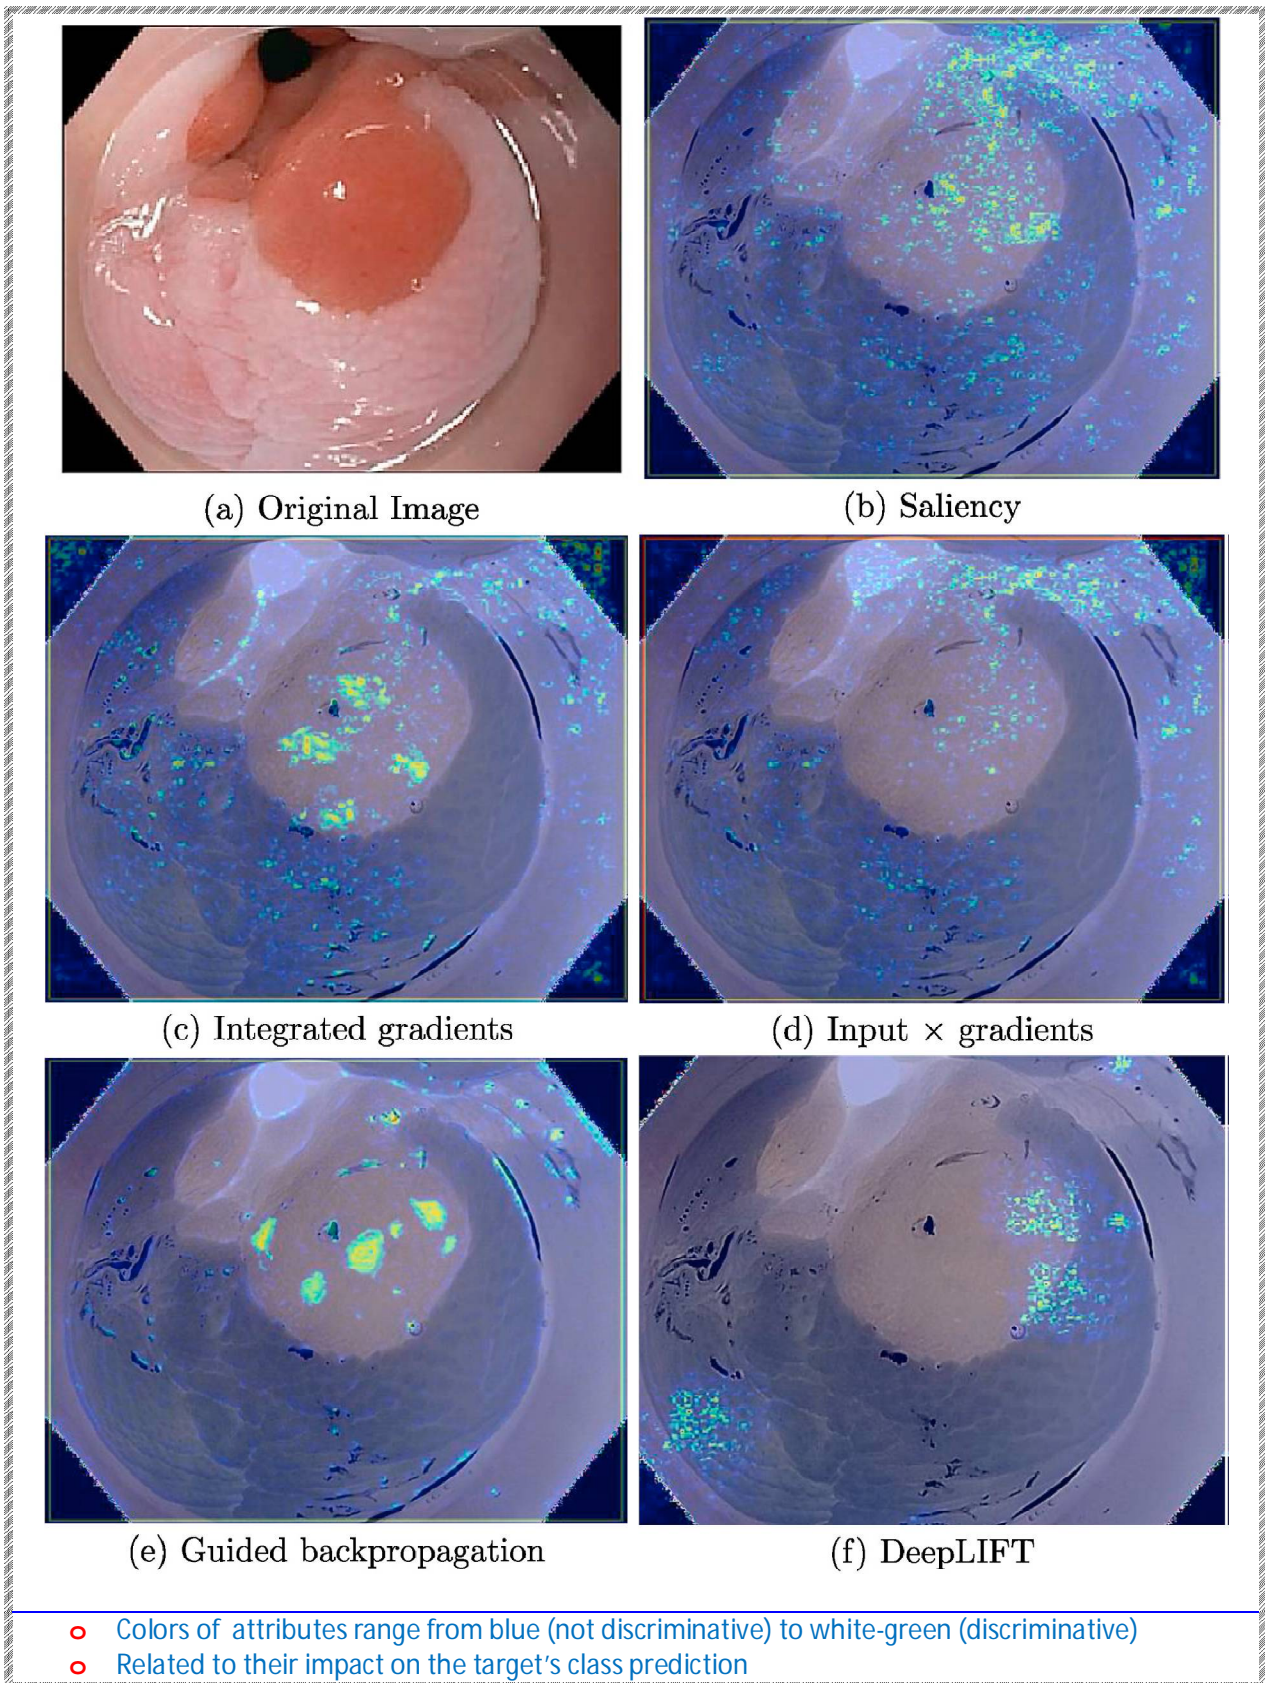 (a) Original Image
(b) Saliency
(c) Integrated gradients
(d) Input × gradients
(e) Guided backpropagation
(f) DeepLIFT
o Colors of attributes range from blue (not discriminative) to white-green (discriminative)
o Related to their impact on the target's class prediction